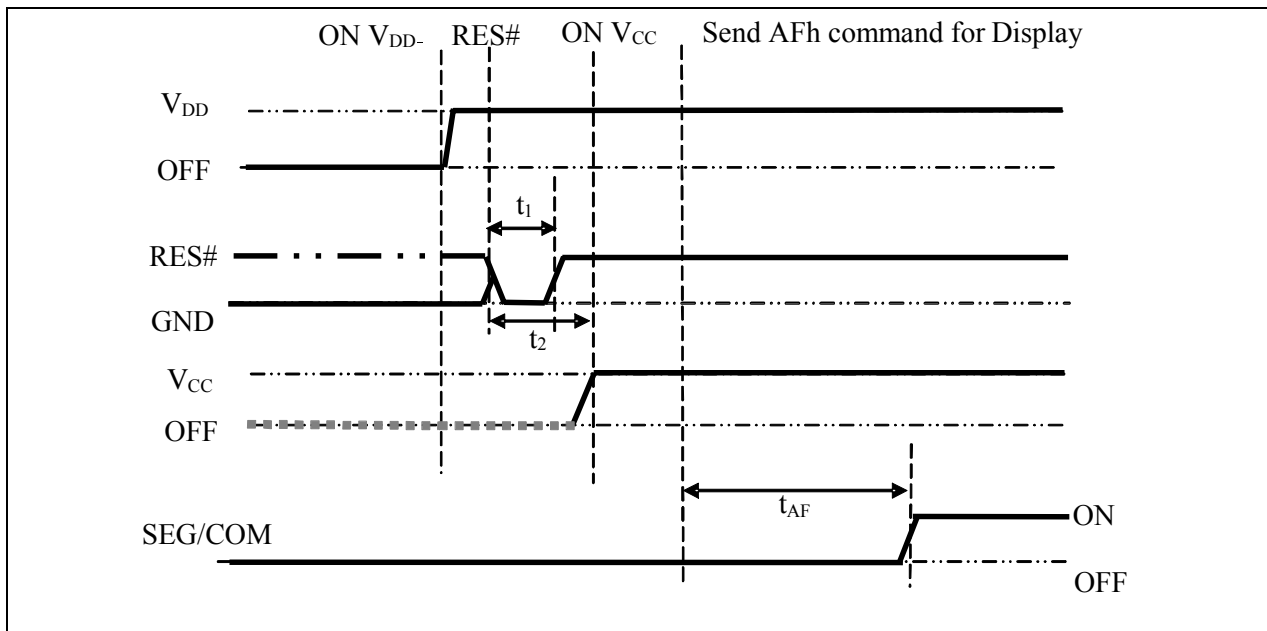 ON VDD- RES# ON VCC Send AFh command for Display
VDD
OFF
t1
RES#
GND
t2
VCC
OFF
tAF
ON
SEG/COM
OFF